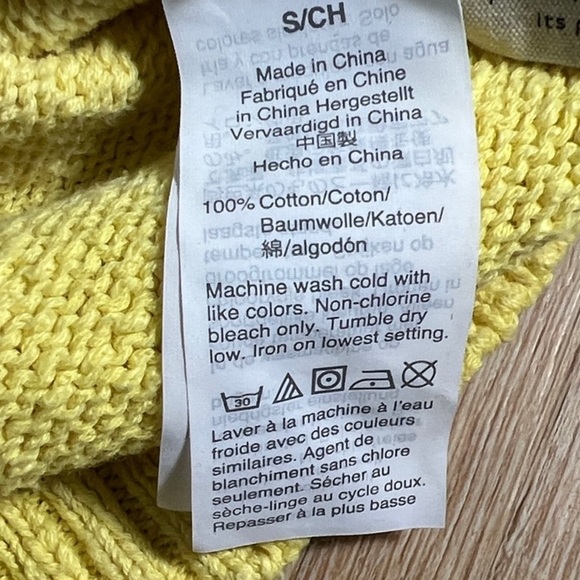 S/CH
Made in China
Fabriqué en Chine
in China Hergestellt
Vervaardigd in China
中国製
Hecho en China
100% Cotton/Coton/
Baumwolle/Katoen/
綿/algodón
Machine wash cold with
like colors. Non-chlorine
bleach only. Tumble dry
low. Iron on lowest setting.
30
Laver à la machine à l'eau
froide avec des couleurs
similaires. Agent de
blanchiment sans chlore
seulement. Sécher au
sèche-linge au cycle doux.
Repasser à la plus basse
its